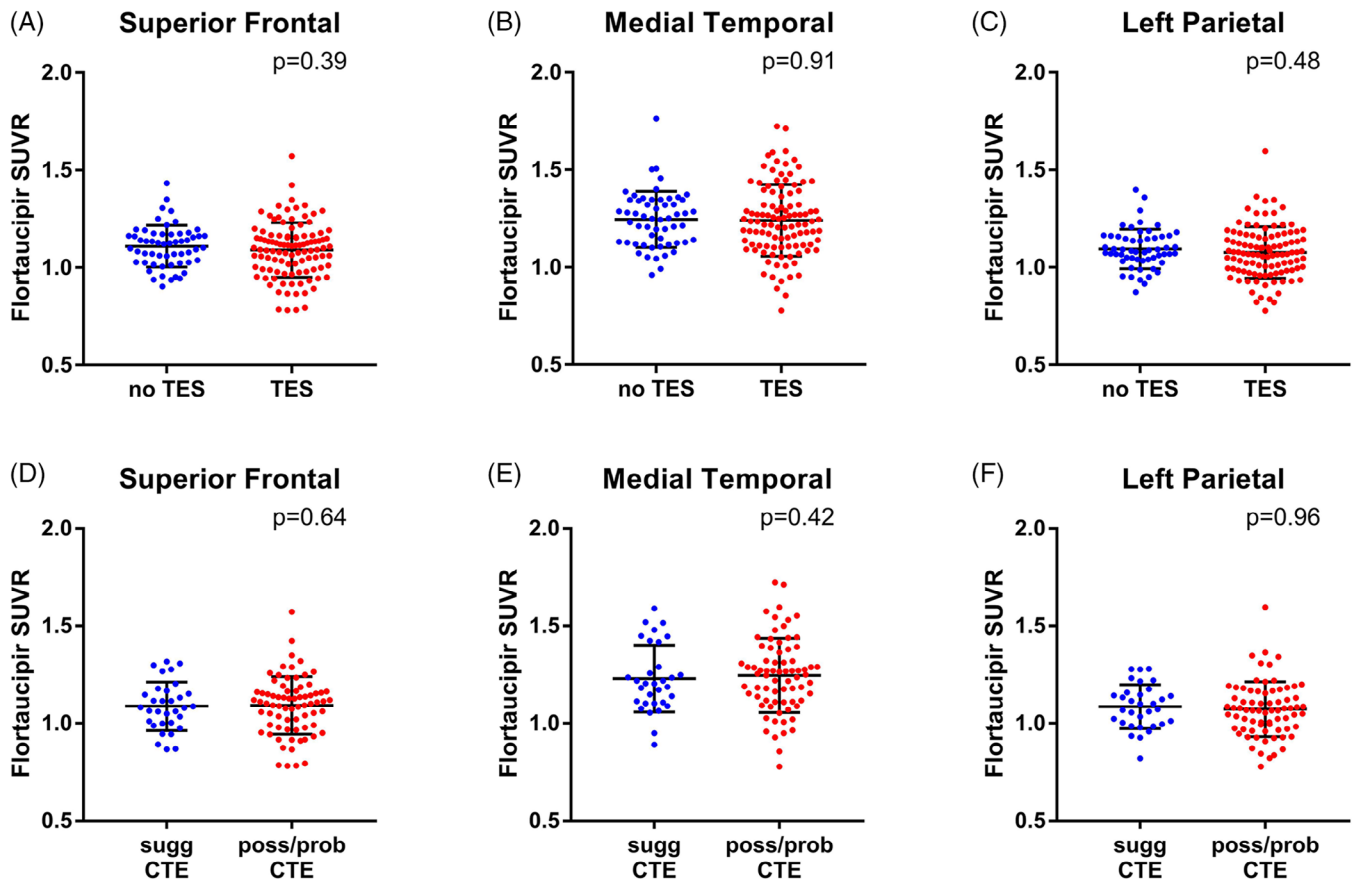 (A) Superior Frontal
p=0.39
Flortaucipir SUVR
2.0
1.5
1.0
0.5
no TES TES
(B) Medial Temporal
p=0.91
Flortaucipir SUVR
2.0
1.5
1.0
0.5
no TES TES
(C) Left Parietal
p=0.48
Flortaucipir SUVR
2.0
1.5
1.0
0.5
no TES TES
(D) Superior Frontal
p=0.64
Flortaucipir SUVR
2.0
1.5
1.0
0.5
sugg poss/prob
CTE CTE
(E) Medial Temporal
p=0.42
Flortaucipir SUVR
2.0
1.5
1.0
0.5
sugg poss/prob
CTE CTE
(F) Left Parietal
p=0.96
Flortaucipir SUVR
2.0
1.5
1.0
0.5
sugg poss/prob
CTE CTE